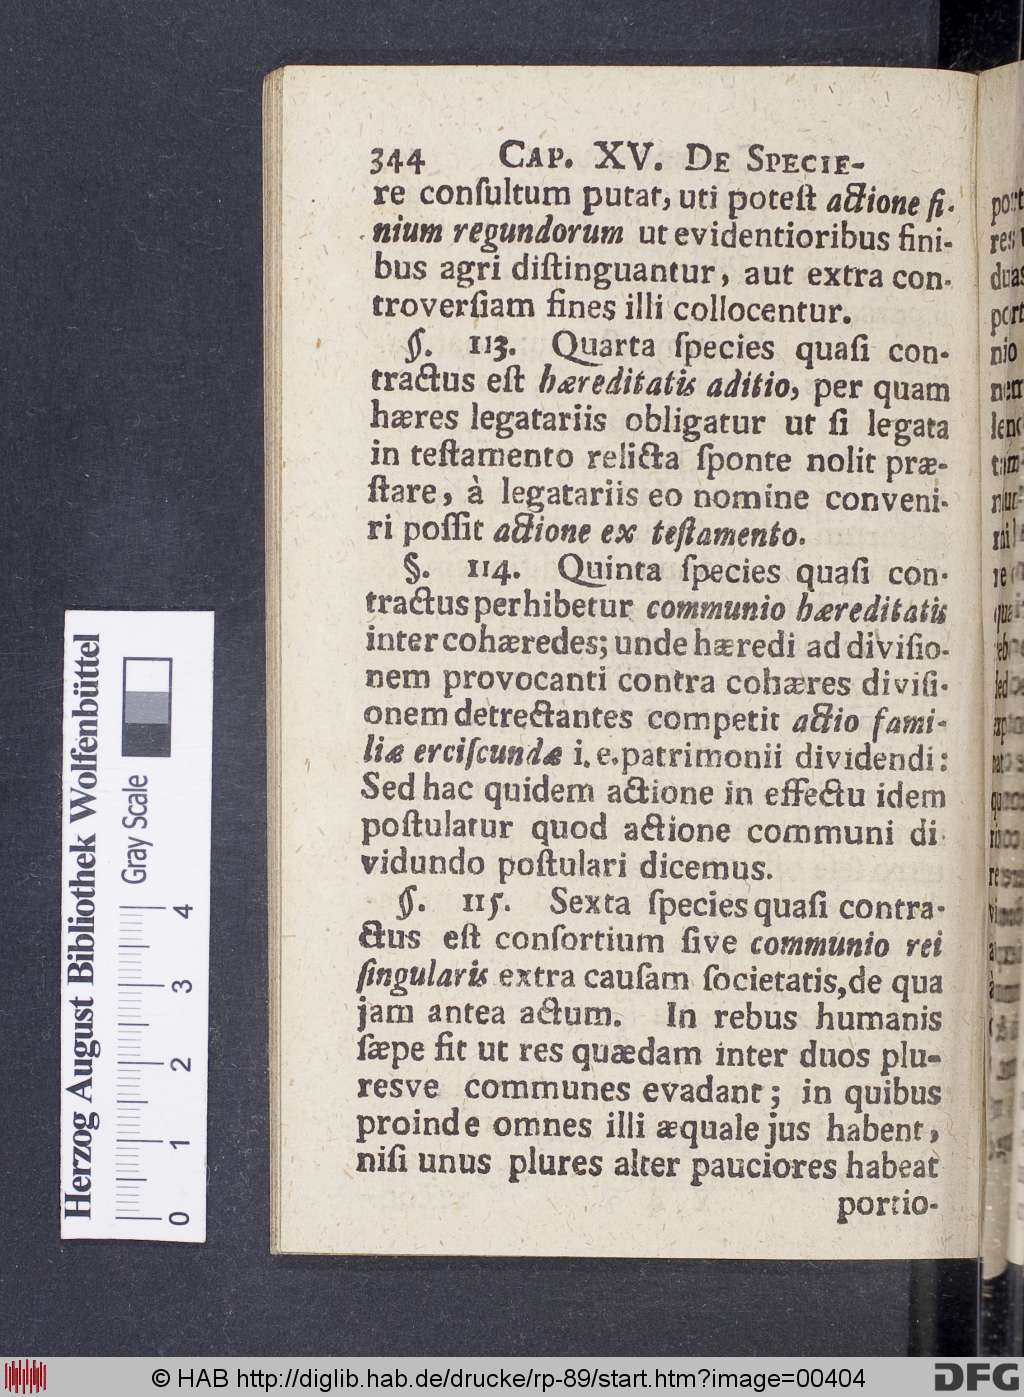 344 CAP. XV. DE SPECIE-
re conſultum putat, uti poteſt actione fi-
nium regundorum ut evidentioribus fini-
bus agri diſtinguantur, aut extra con-
troverſiam fines illi collocentur.
§. 113. Quarta ſpecies quaſi con-
tractus eſt hæreditatis aditio, per quam
hæres legatariis obligatur ut ſi legata
in teſtamento relicta ſponte nolit præ-
ſtare, à legatariis eo nomine conveni-
ri poſſit actione ex teſtamento.
§. 114. Quinta ſpecies quaſi con-
tractus perhibetur communio hæreditatis
inter cohæredes; unde hæredi ad diviſio-
nem provocanti contra cohæres diviſi-
onem detrectantes competit actio fami-
liæ erciſcundæ i. e. patrimonii dividendi:
Sed hac quidem actione in effectu idem
poſtulatur quod actione communi di
vidundo poſtulari dicemus.
§. 115. Sexta ſpecies quaſi contra-
ctus eſt conſortium ſive communio rei
ſingularis extra cauſam ſocietatis, de qua
jam antea actum. In rebus humanis
ſæpe fit ut res quædam inter duos plu-
resve communes evadant; in quibus
proinde omnes illi æquale jus habent,
niſi unus plures alter pauciores habeat
portio-
Herzog August Bibliothek Wolfenbüttel
Gray Scale
0 1 2 3 4
© HAB http://diglib.hab.de/drucke/rp-89/start.htm?image=00404
DFG